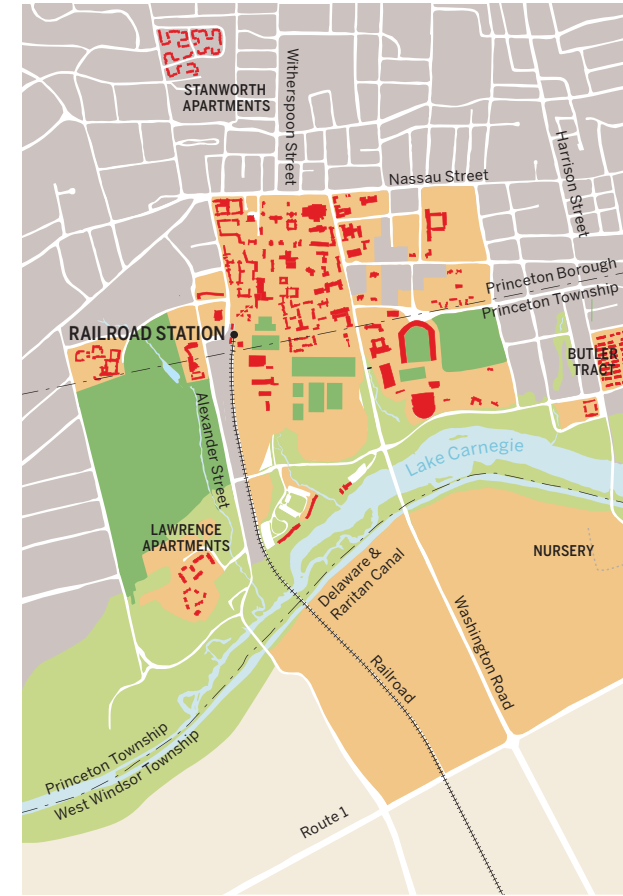 STANWORTH
APARTMENTS
Witherspoon Street
Nassau Street
Harrison Street
Princeton Borough
Princeton Township
RAILROAD STATION
BUTLER
TRACT
Alexander Street
Lake Carnegie
LAWRENCE
APARTMENTS
NURSERY
Delaware &
Raritan Canal
Washington Road
Railroad
Princeton Township
West Windsor Township
Route 1